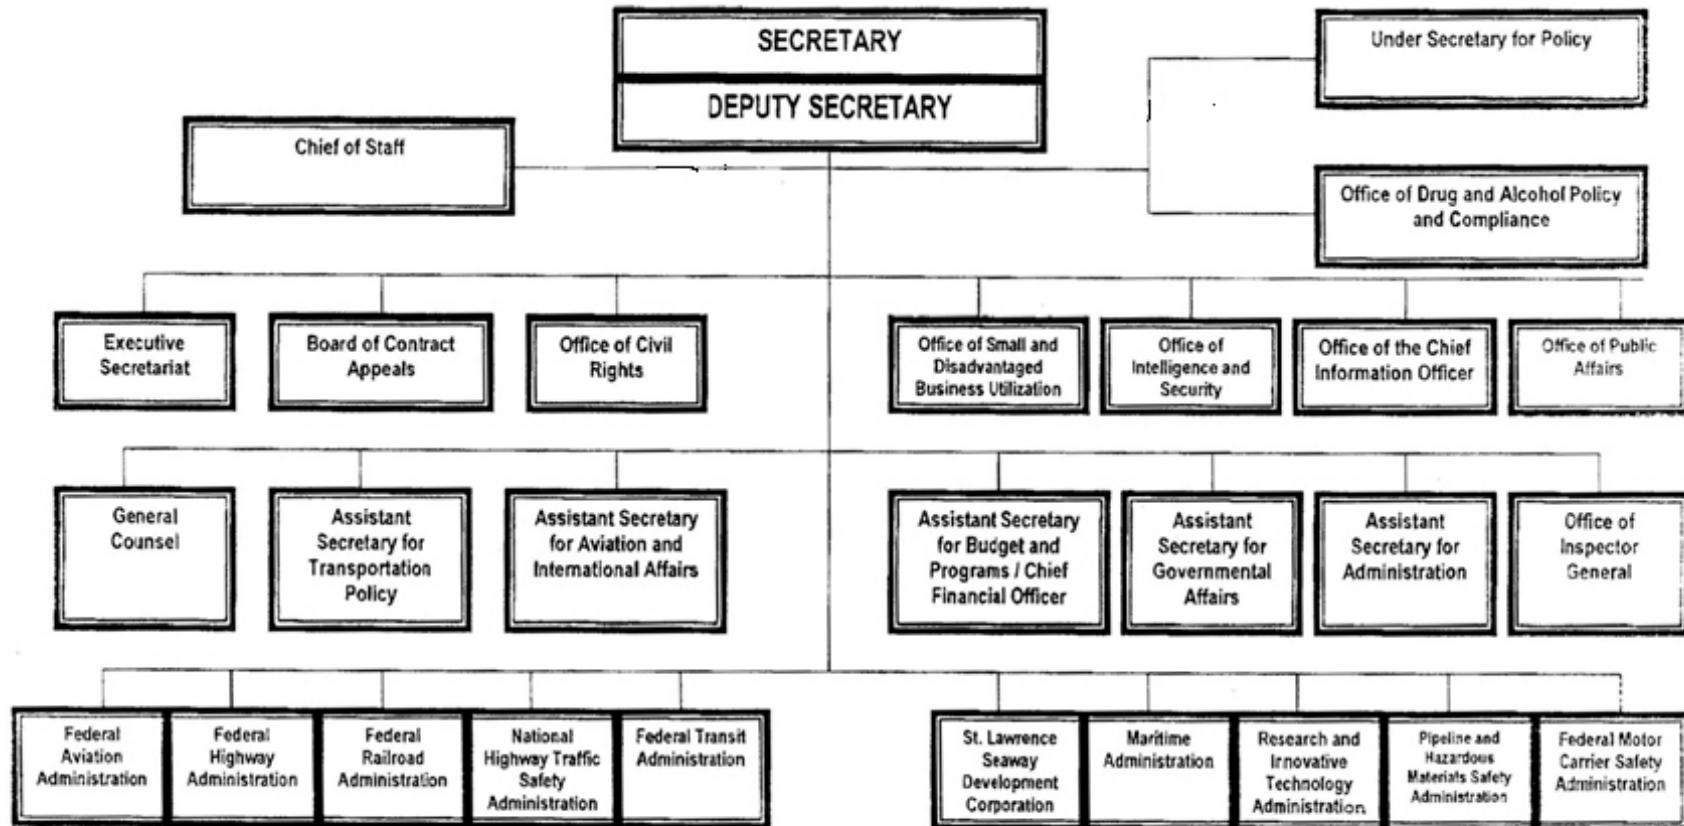 SECRETARY
DEPUTY SECRETARY
Under Secretary for Policy
Chief of Staff
Office of Drug and Alcohol Policy
and Compliance
Executive
Secretariat
Board of Contract
Appeals
Office of Civil
Rights
Office of Small and
Disadvantaged
Business Utilization
Office of
Intelligence and
Security
Office of the Chief
Information Officer
Office of Public
Affairs
General
Counsel
Assistant
Secretary for
Transportation
Policy
Assistant Secretary
for Aviation and
International Affairs
Assistant Secretary
for Budget and
Programs / Chief
Financial Officer
Assistant
Secretary for
Governmental
Affairs
Assistant
Secretary for
Administration
Office of
Inspector
General
Federal
Aviation
Administration
Federal
Highway
Administration
Federal
Railroad
Administration
National
Highway Traffic
Safety
Administration
Federal Transit
Administration
St. Lawrence
Seaway
Development
Corporation
Maritime
Administration
Research and
Innovative
Technology
Administration
Pipeline and
Hazardous
Materials Safety
Administration
Federal Motor
Carrier Safety
Administration